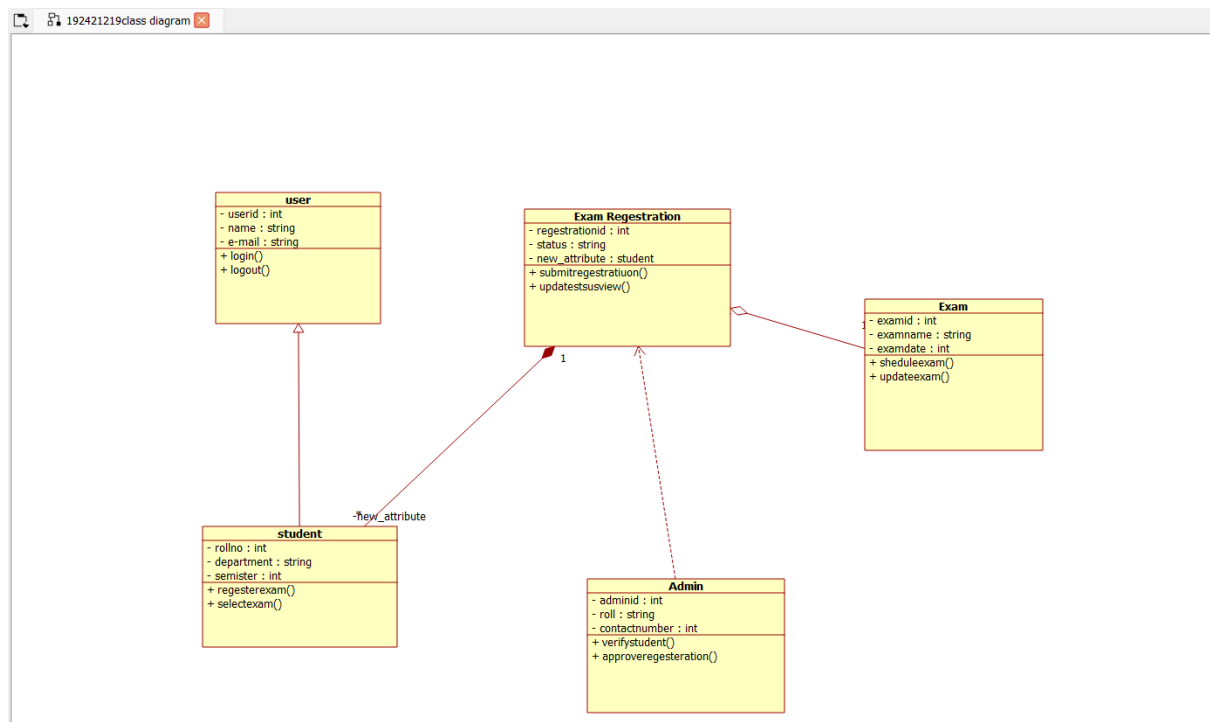 192421219class diagram
user
- userid : int
- name : string
- e-mail : string
+ login()
+ logout()
Exam Regestration
- regestrationid : int
- status : string
- new_attribute : student
+ submitregestratiuon()
+ updatestsusview()
1
Exam
1
- examid : int
- examname : string
- examdate : int
+ sheduleexam()
+ updateexam()
-new_attribute
*
student
- rollno : int
- department : string
- semister : int
+ regesterexam()
+ selectexam()
Admin
- adminid : int
- roll : string
- contactnumber : int
+ verifystudent()
+ approveregesteration()